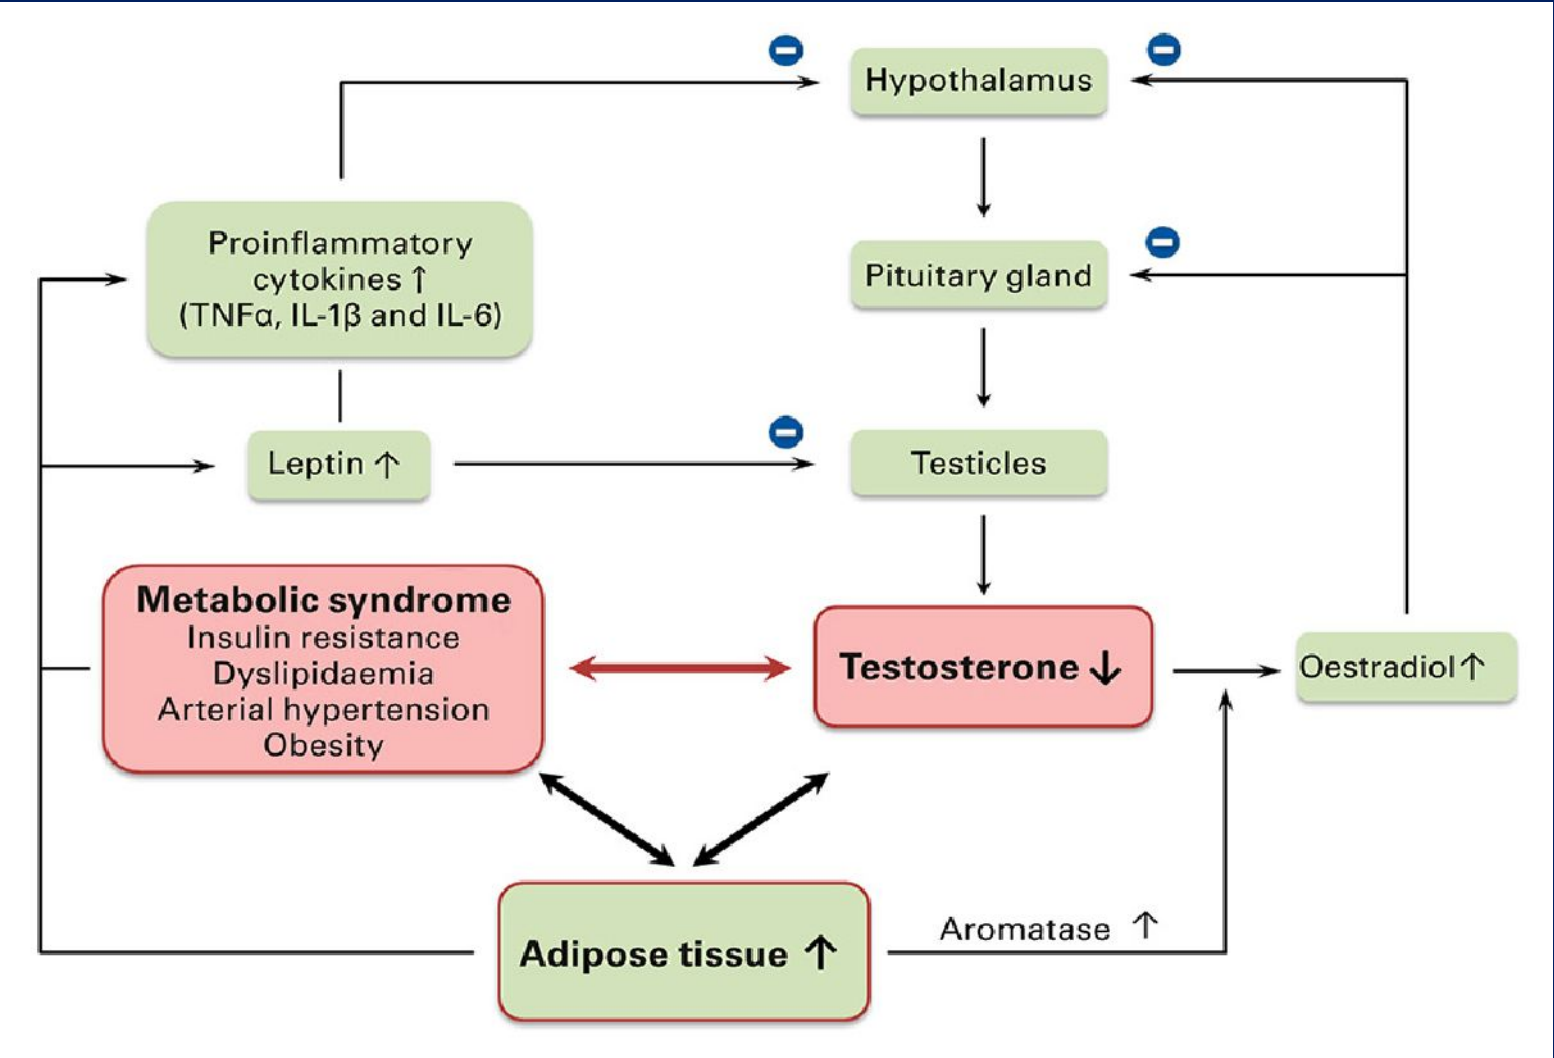 Hypothalamus
Proinflammatory
cytokines ↑
(TNFα, IL-1β and IL-6)
Pituitary gland
Leptin ↑
Testicles
Metabolic syndrome
Insulin resistance
Dyslipidaemia
Arterial hypertension
Obesity
Testosterone ↓
Oestradiol ↑
Adipose tissue ↑
Aromatase ↑